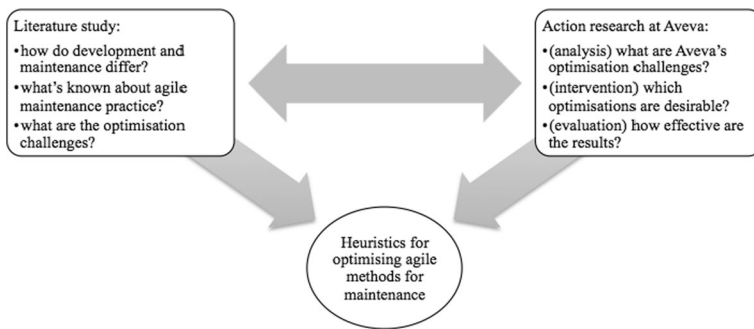 Literature study:
•how do development and
maintenance differ?
•what's known about agile
maintenance practice?
•what are the optimisation
challenges?
Action research at Aveva:
•(analysis) what are Aveva's
optimisation challenges?
•(intervention) which
optimisations are desirable?
•(evaluation) how effective are
the results?
Heuristics for
optimising agile
methods for
maintenance